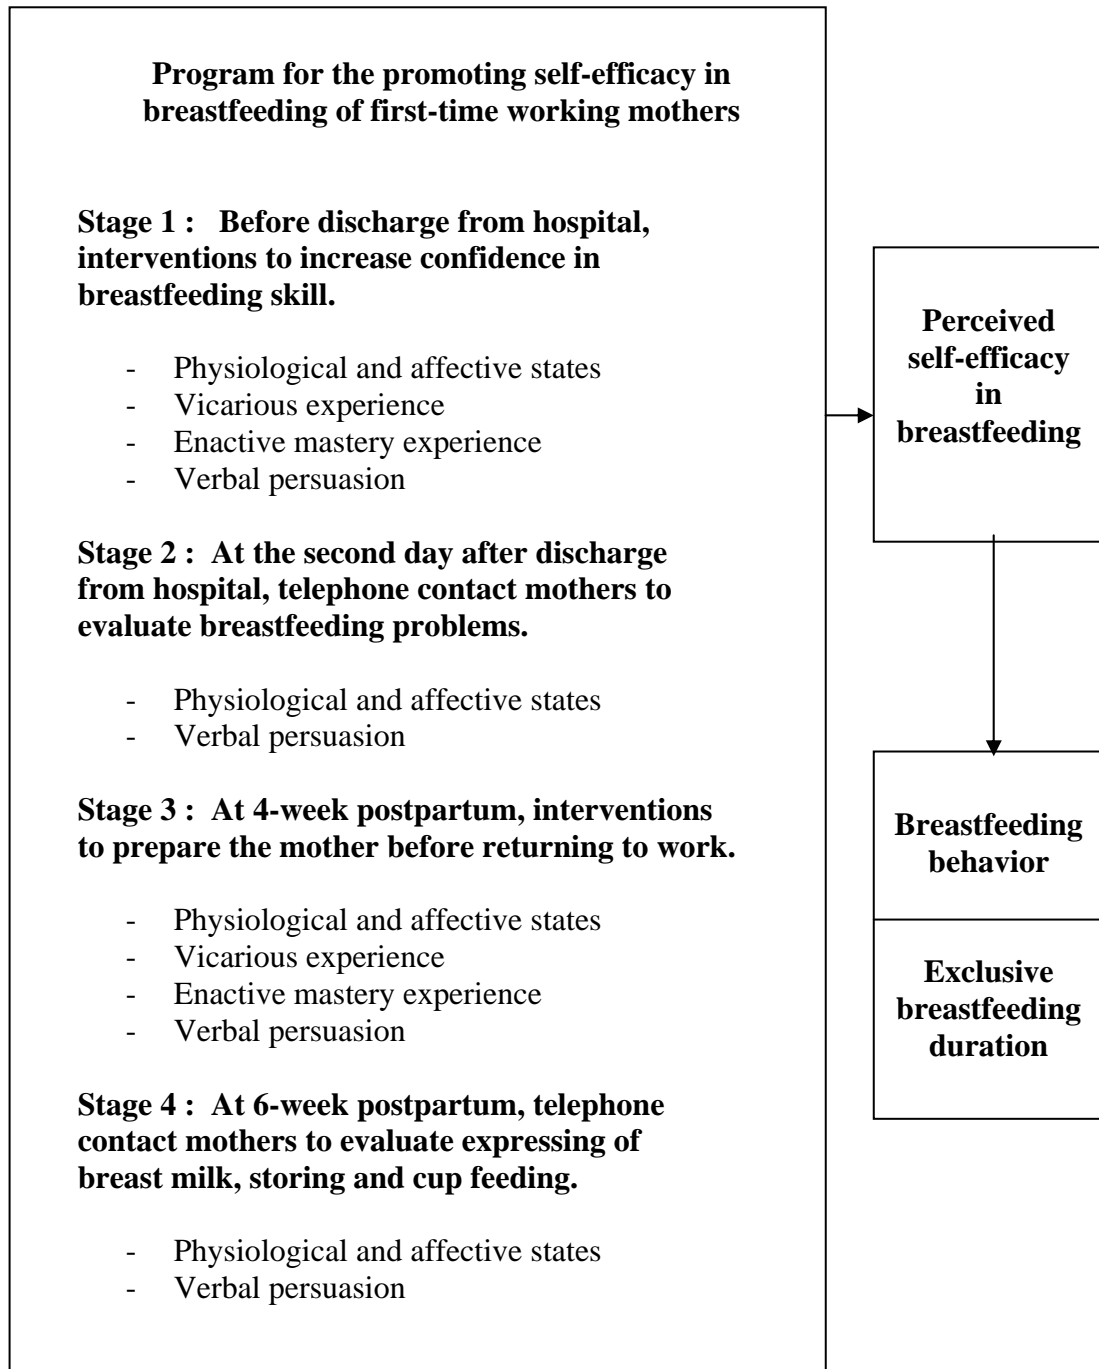 Program for the promoting self-efficacy in
breastfeeding of first-time working mothers
Stage 1 :   Before discharge from hospital,
interventions to increase confidence in
breastfeeding skill.
-   Physiological and affective states
-   Vicarious experience
-   Enactive mastery experience
-   Verbal persuasion
Stage 2 :  At the second day after discharge
from hospital, telephone contact mothers to
evaluate breastfeeding problems.
-   Physiological and affective states
-   Verbal persuasion
Stage 3 :  At 4-week postpartum, interventions
to prepare the mother before returning to work.
-   Physiological and affective states
-   Vicarious experience
-   Enactive mastery experience
-   Verbal persuasion
Stage 4 :  At 6-week postpartum, telephone
contact mothers to evaluate expressing of
breast milk, storing and cup feeding.
-   Physiological and affective states
-   Verbal persuasion
Perceived
self-efficacy
in
breastfeeding
Breastfeeding
behavior
Exclusive
breastfeeding
duration